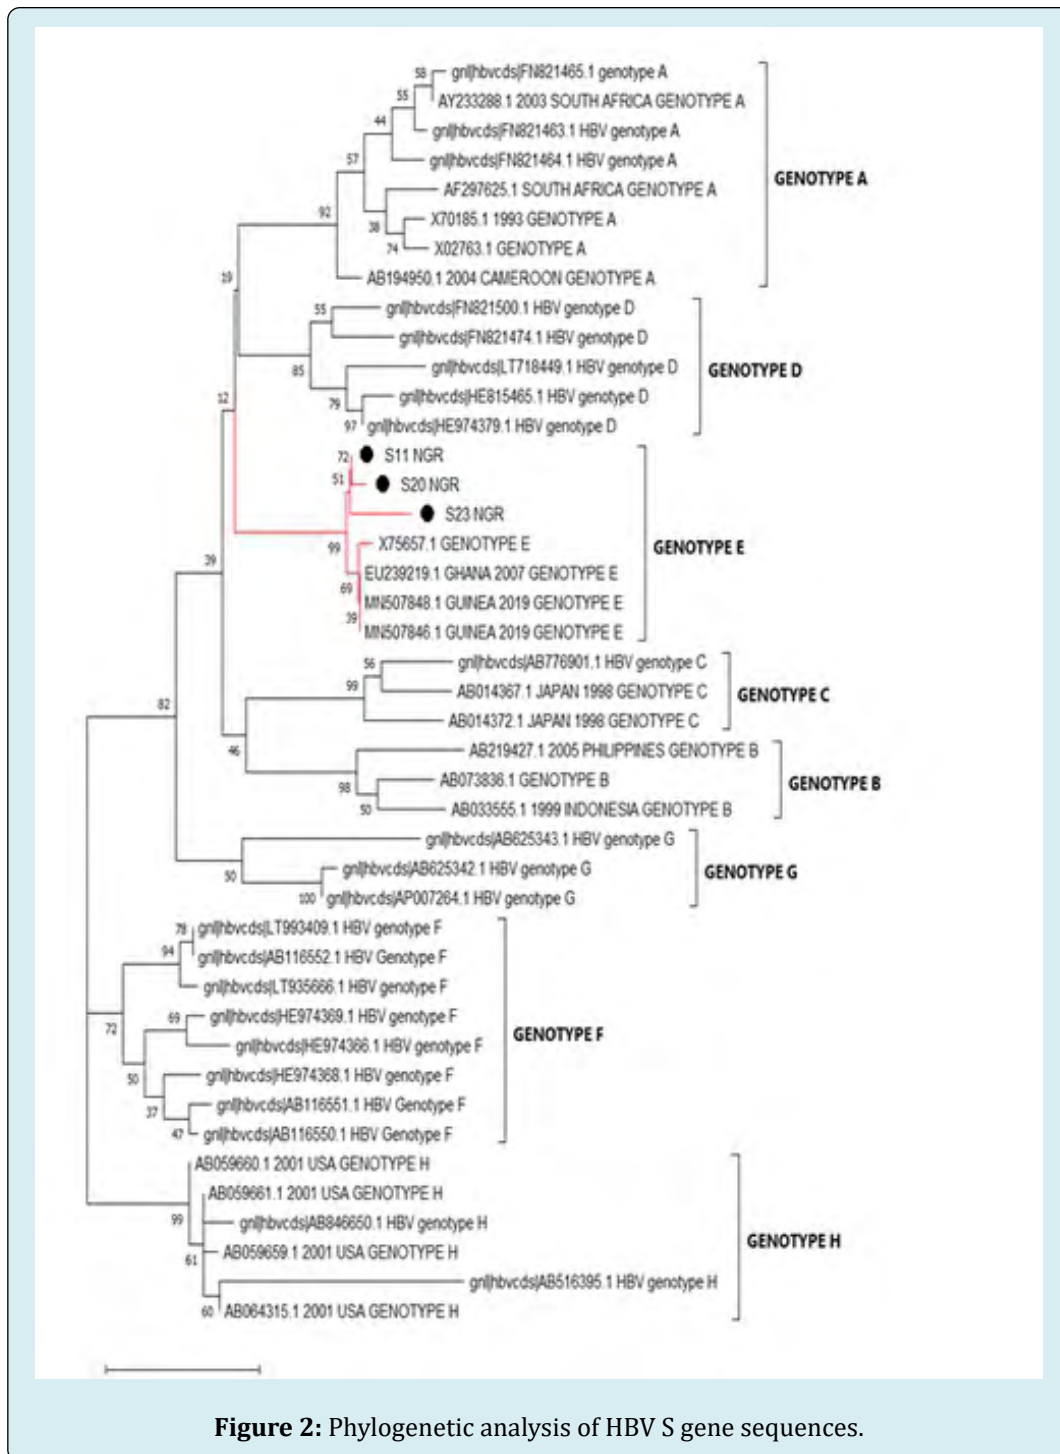 58
gnl|hbvcds|FN821465.1 genotype A
55
AY233288.1 2003 SOUTH AFRICA GENOTYPE A
44
gnl|hbvcds|FN821463.1 HBV genotype A
57
gnl|hbvcds|FN821464.1 HBV genotype A
GENOTYPE A
AF297625.1 SOUTH AFRICA GENOTYPE A
92
X70185.1 1993 GENOTYPE A
38
74
X02763.1 GENOTYPE A
19
AB194950.1 2004 CAMEROON GENOTYPE A
55
gnl|hbvcds|FN821500.1 HBV genotype D
gnl|hbvcds|FN821474.1 HBV genotype D
85
gnl|hbvcds|LT718449.1 HBV genotype D
GENOTYPE D
79
gnl|hbvcds|HE815465.1 HBV genotype D
12
97
gnl|hbvcds|HE974379.1 HBV genotype D
72
S11 NGR
51
S20 NGR
S23 NGR
99
X75657.1 GENOTYPE E
GENOTYPE E
39
EU239219.1 GHANA 2007 GENOTYPE E
69
MN507848.1 GUINEA 2019 GENOTYPE E
39
MN507846.1 GUINEA 2019 GENOTYPE E
56
gnl|hbvcds|AB776901.1 HBV genotype C
99
AB014367.1 JAPAN 1998 GENOTYPE C
GENOTYPE C
82
AB014372.1 JAPAN 1998 GENOTYPE C
46
AB219427.1 2005 PHILIPPINES GENOTYPE B
98
AB073836.1 GENOTYPE B
GENOTYPE B
50
AB033555.1 1999 INDONESIA GENOTYPE B
gnl|hbvcds|AB625343.1 HBV genotype G
50
gnl|hbvcds|AB625342.1 HBV genotype G
GENOTYPE G
100
gnl|hbvcds|AP007264.1 HBV genotype G
78
gnl|hbvcds|LT993409.1 HBV genotype F
94
gnl|hbvcds|AB116552.1 HBV Genotype F
gnl|hbvcds|LT935666.1 HBV genotype F
72
69
gnl|hbvcds|HE974369.1 HBV genotype F
GENOTYPE F
gnl|hbvcds|HE974366.1 HBV genotype F
50
gnl|hbvcds|HE974368.1 HBV genotype F
37
gnl|hbvcds|AB116551.1 HBV Genotype F
47
gnl|hbvcds|AB116550.1 HBV Genotype F
AB059660.1 2001 USA GENOTYPE H
AB059661.1 2001 USA GENOTYPE H
99
gnl|hbvcds|AB846650.1 HBV genotype H
GENOTYPE H
61
AB059659.1 2001 USA GENOTYPE H
gnl|hbvcds|AB516395.1 HBV genotype H
60
AB064315.1 2001 USA GENOTYPE H
Figure 2: Phylogenetic analysis of HBV S gene sequences.